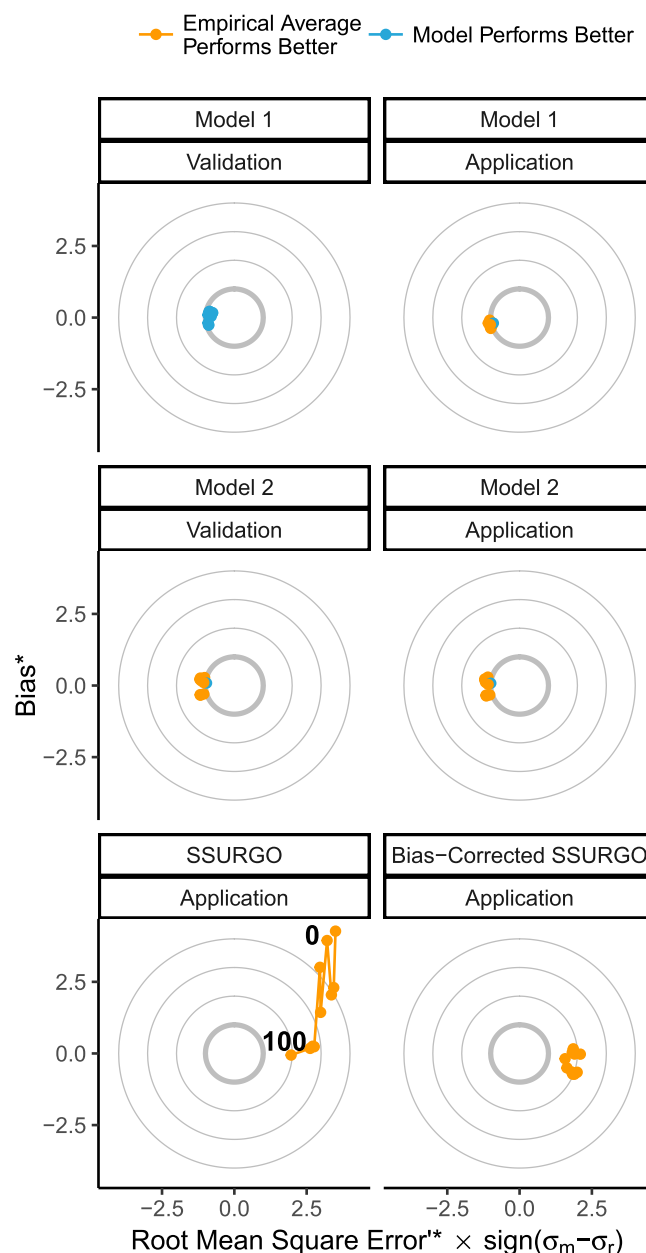 Empirical Average
Performs Better
Model Performs Better
Model 1
Model 1
Validation
Application
2.5
0.0
−2.5
Model 2
Model 2
Validation
Application
2.5
0.0
−2.5
Bias*
SSURGO
Bias−Corrected SSURGO
Application
Application
0
100
2.5
0.0
−2.5
−2.5 0.0 2.5 −2.5 0.0 2.5
Root Mean Square Error'* × sign(σm−σr)